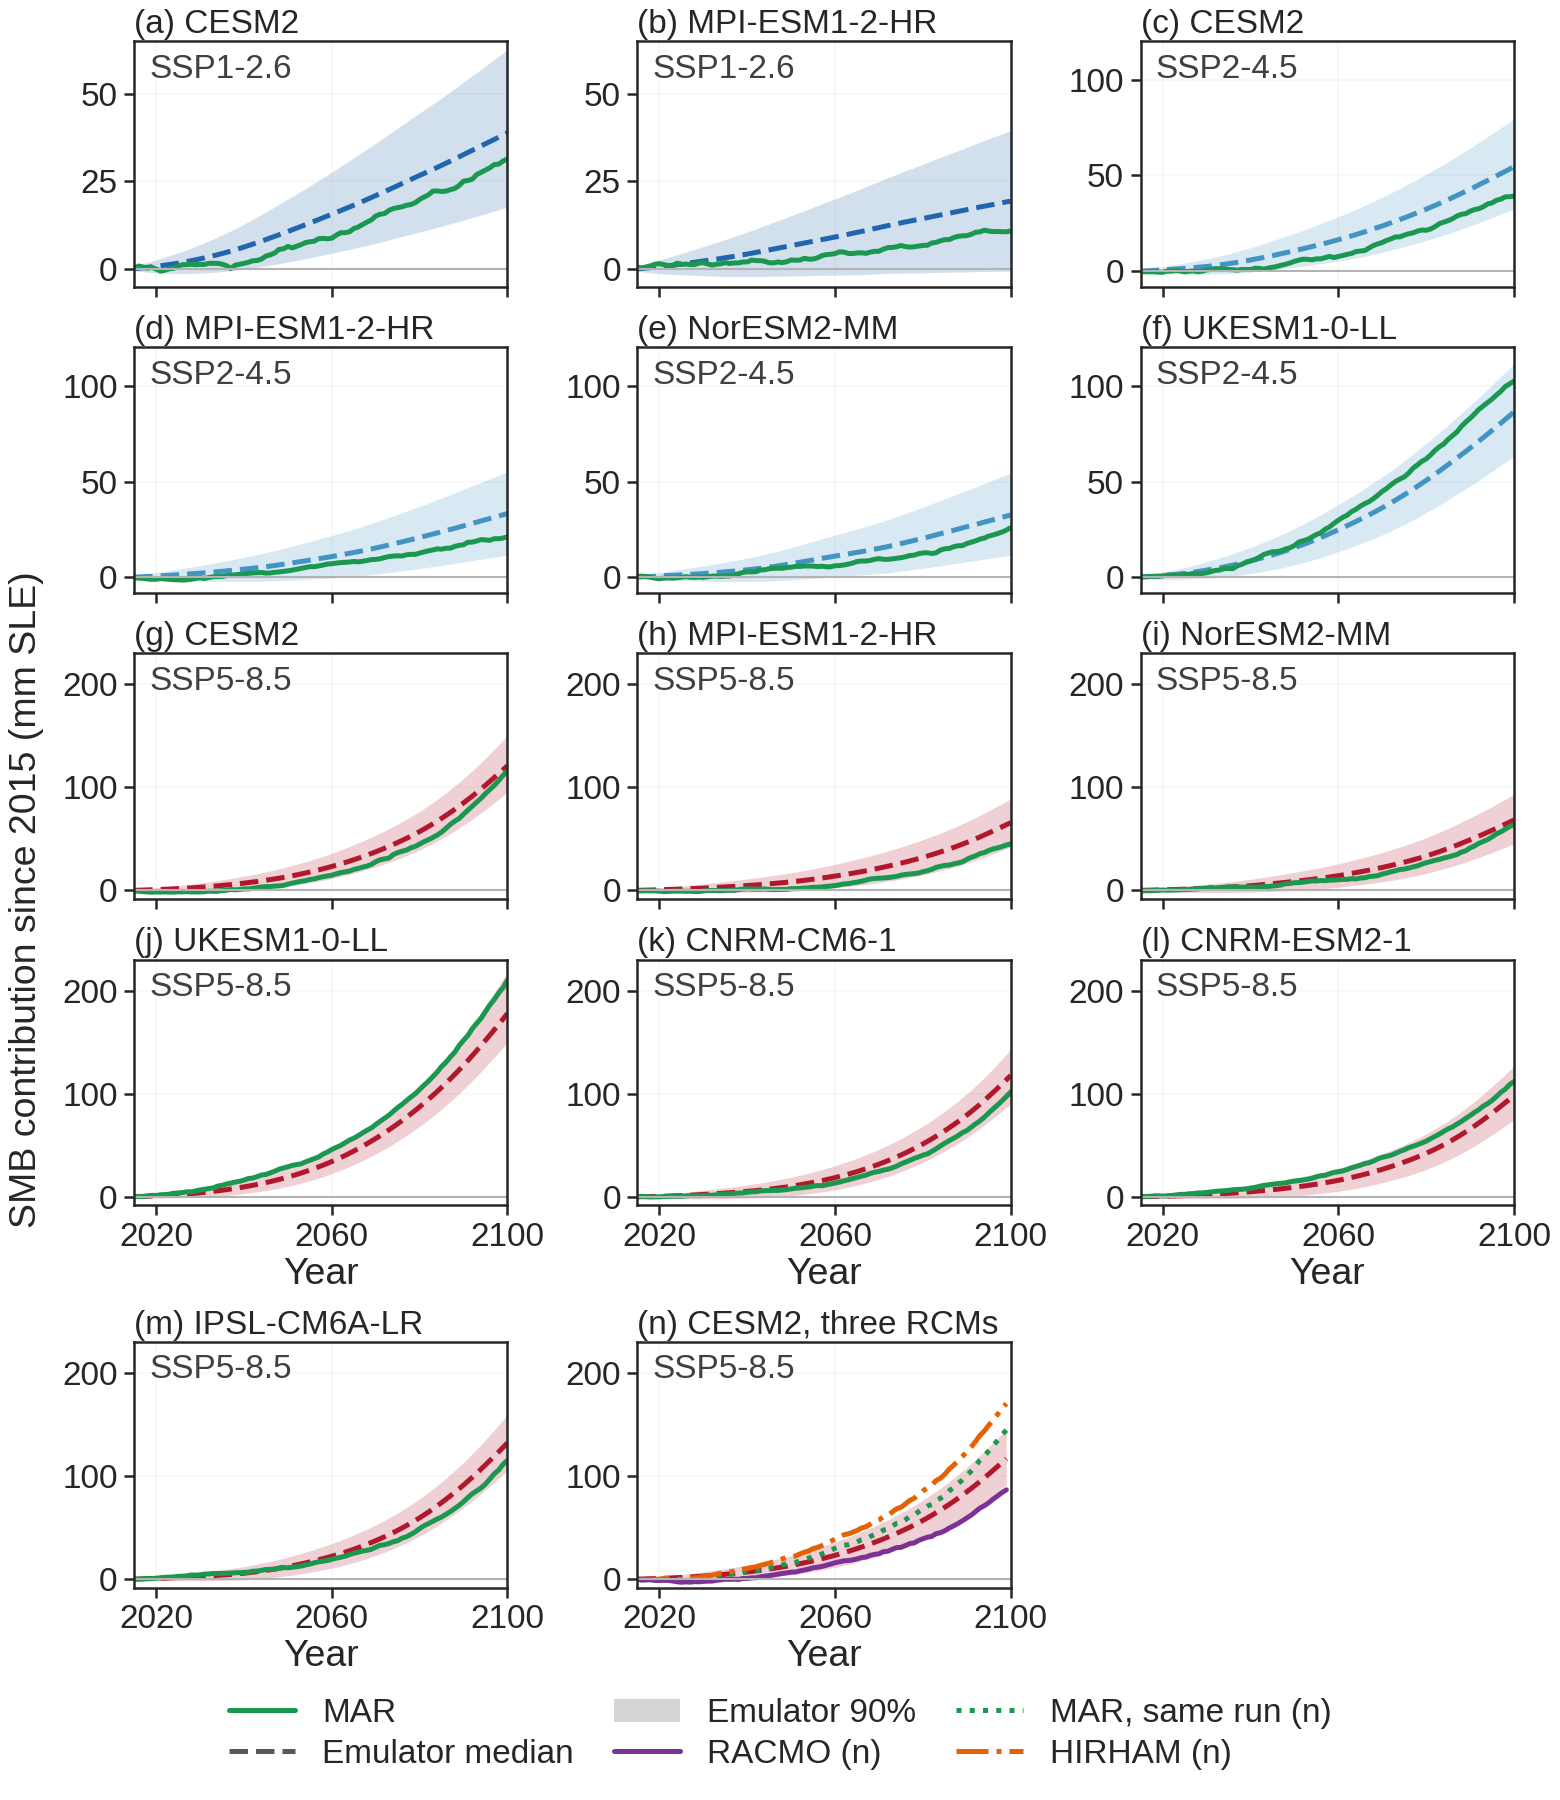 (a) CESM2
(b) MPI-ESM1-2-HR
(c) CESM2
SSP1-2.6
SSP1-2.6
SSP2-4.5
50
25
0
50
25
0
100
50
0
(d) MPI-ESM1-2-HR
(e) NorESM2-MM
(f) UKESM1-0-LL
SSP2-4.5
SSP2-4.5
SSP2-4.5
100
50
0
100
50
0
100
50
0
SMB contribution since 2015 (mm SLE)
(g) CESM2
(h) MPI-ESM1-2-HR
(i) NorESM2-MM
SSP5-8.5
SSP5-8.5
SSP5-8.5
200
100
0
200
100
0
200
100
0
(j) UKESM1-0-LL
(k) CNRM-CM6-1
(l) CNRM-ESM2-1
SSP5-8.5
SSP5-8.5
SSP5-8.5
200
100
0
200
100
0
200
100
0
2020 2060 2100
2020 2060 2100
2020 2060 2100
Year
Year
Year
(m) IPSL-CM6A-LR
(n) CESM2, three RCMs
SSP5-8.5
SSP5-8.5
200
100
0
200
100
0
2020 2060 2100
2020 2060 2100
Year
Year
MAR
Emulator 90%
MAR, same run (n)
Emulator median
RACMO (n)
HIRHAM (n)